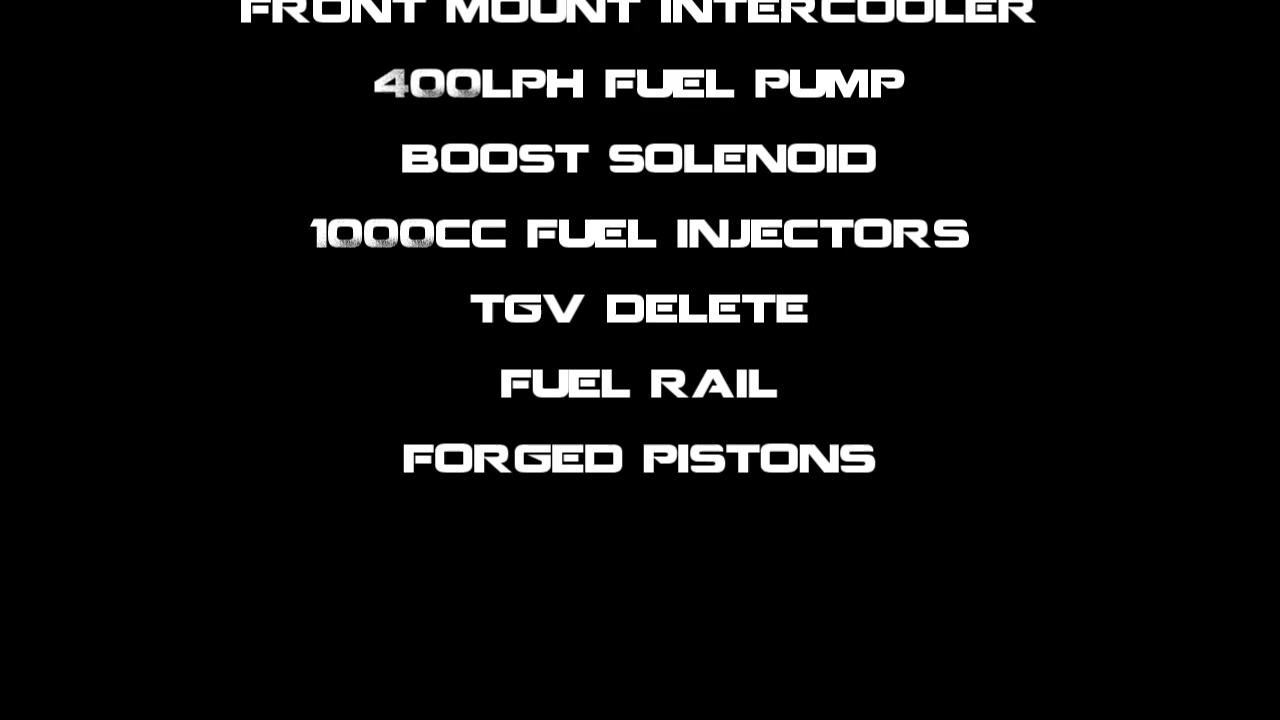 FRONT MOUNT INTERCOOLER
400LPH FUEL PUMP
BOOST SOLENOID
1000CC FUEL INJECTORS
TGV DELETE
FUEL RAIL
FORGED PISTONS